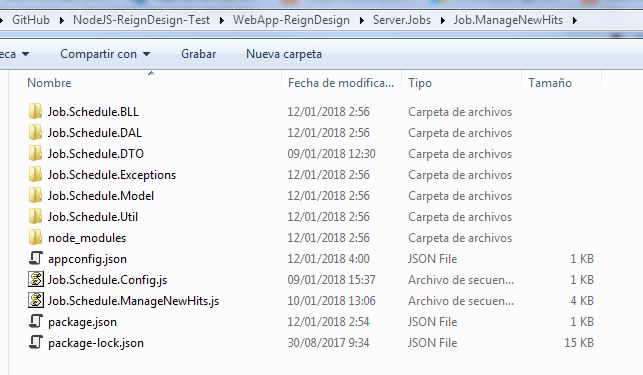 GitHub ▸ NodeJS-ReignDesign-Test ▸ WebApp-ReignDesign ▸ Server.Jobs ▸ Job.ManageNewHits ▸
eca ▾ Compartir con ▾ Grabar Nueva carpeta
Nombre Fecha de modifica... Tipo Tamaño
Job.Schedule.BLL 12/01/2018 2:56 Carpeta de archivos
Job.Schedule.DAL 12/01/2018 2:56 Carpeta de archivos
Job.Schedule.DTO 09/01/2018 12:30 Carpeta de archivos
Job.Schedule.Exceptions 12/01/2018 2:56 Carpeta de archivos
Job.Schedule.Model 12/01/2018 2:56 Carpeta de archivos
Job.Schedule.Util 12/01/2018 2:56 Carpeta de archivos
node_modules 12/01/2018 2:56 Carpeta de archivos
appconfig.json 12/01/2018 4:00 JSON File 1 KB
Job.Schedule.Config.js 09/01/2018 15:37 Archivo de secuen... 1 KB
Job.Schedule.ManageNewHits.js 10/01/2018 13:06 Archivo de secuen... 4 KB
package.json 12/01/2018 2:54 JSON File 1 KB
package-lock.json 30/08/2017 9:34 JSON File 15 KB